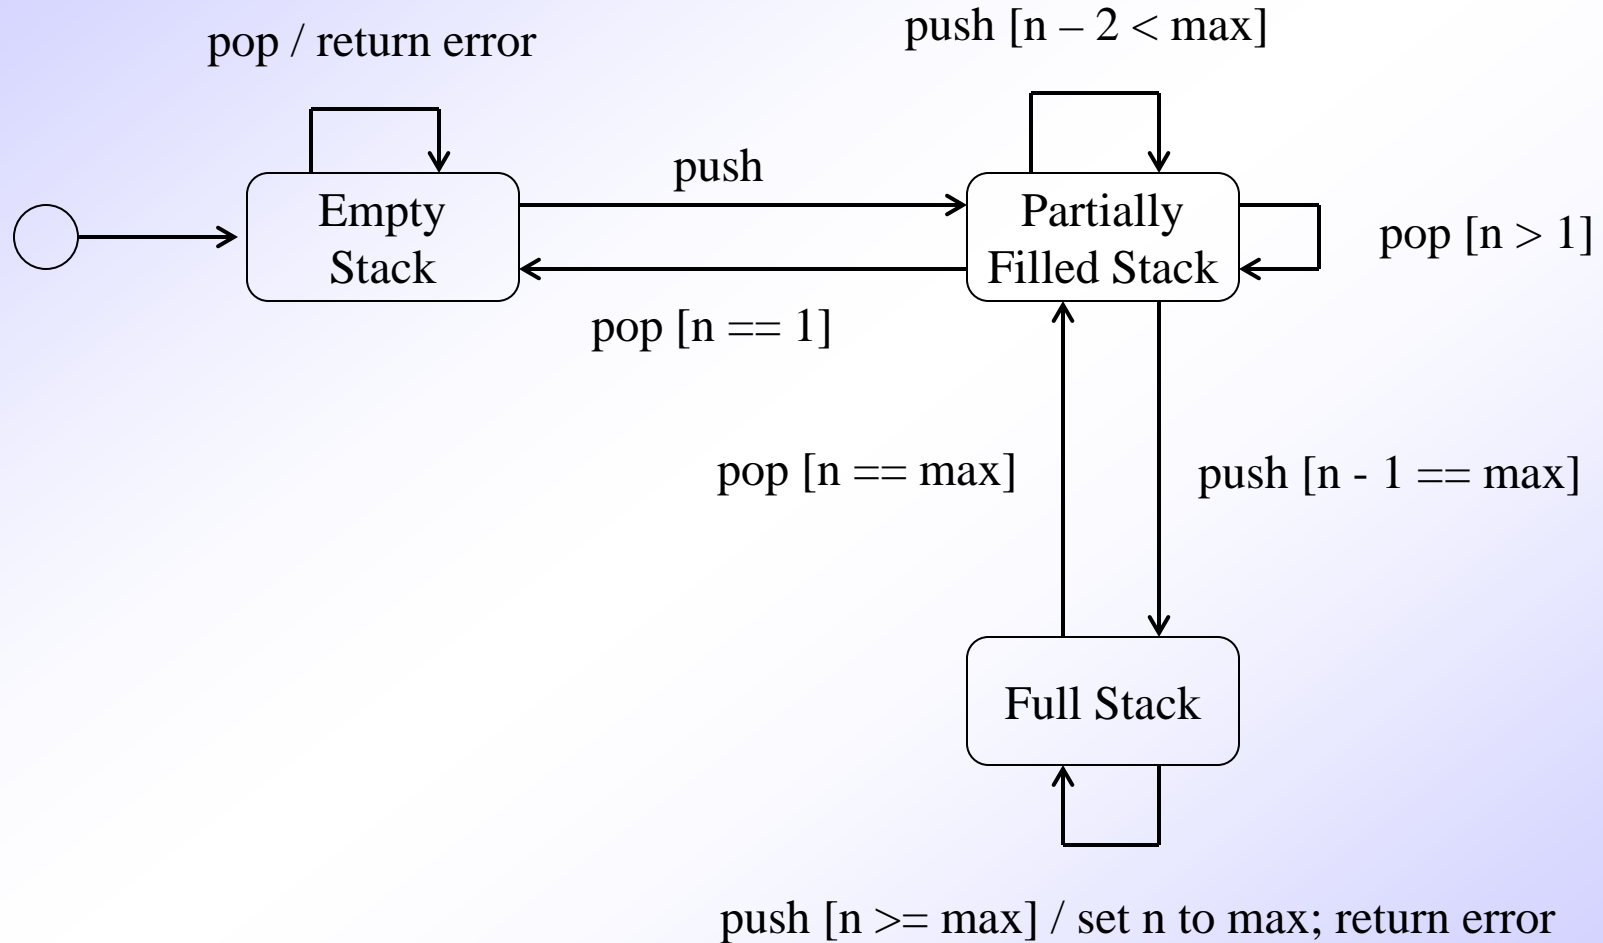 push [n – 2 < max]
pop / return error
push
Empty
Stack
Partially
Filled Stack
pop [n > 1]
pop [n == 1]
pop [n == max]
push [n - 1 == max]
Full Stack
push [n >= max] / set n to max; return error